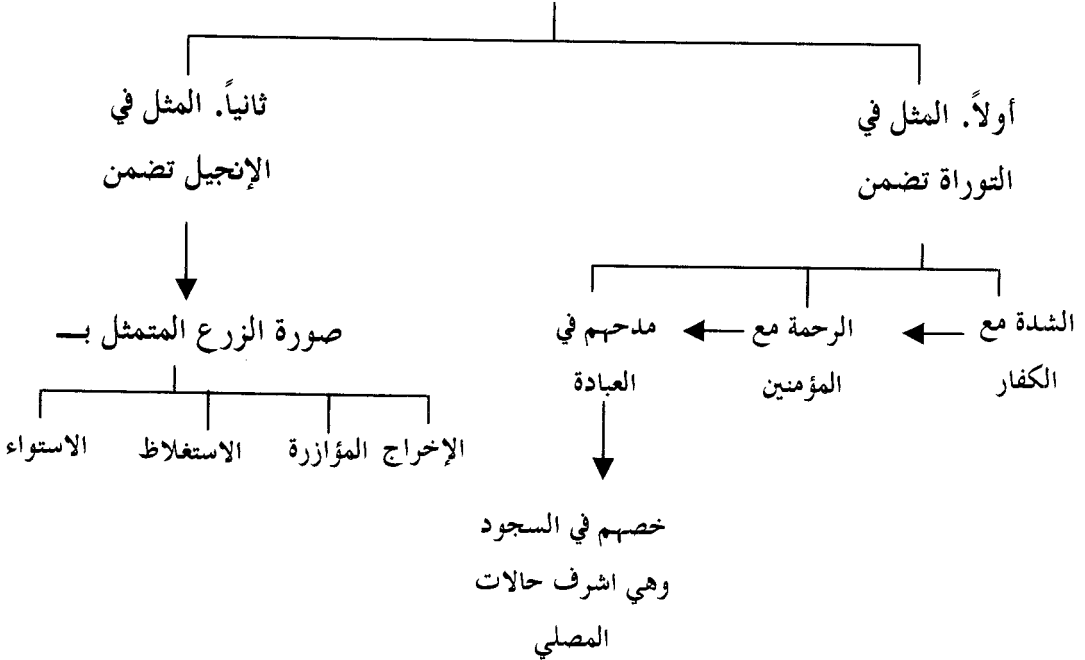 أولاً. المثل في
التوراة تضمن
ثانياً. المثل في
الإنجيل تضمن
الشدة مع
الكفار
الرحمة مع
المؤمنين
مدحهم في
العبادة
خصهم في السجود
وهي اشرف حالات
المصلي
صورة الزرع المتمثل بــ
الإخراج
المؤازرة
الاستغلاظ
الاستواء